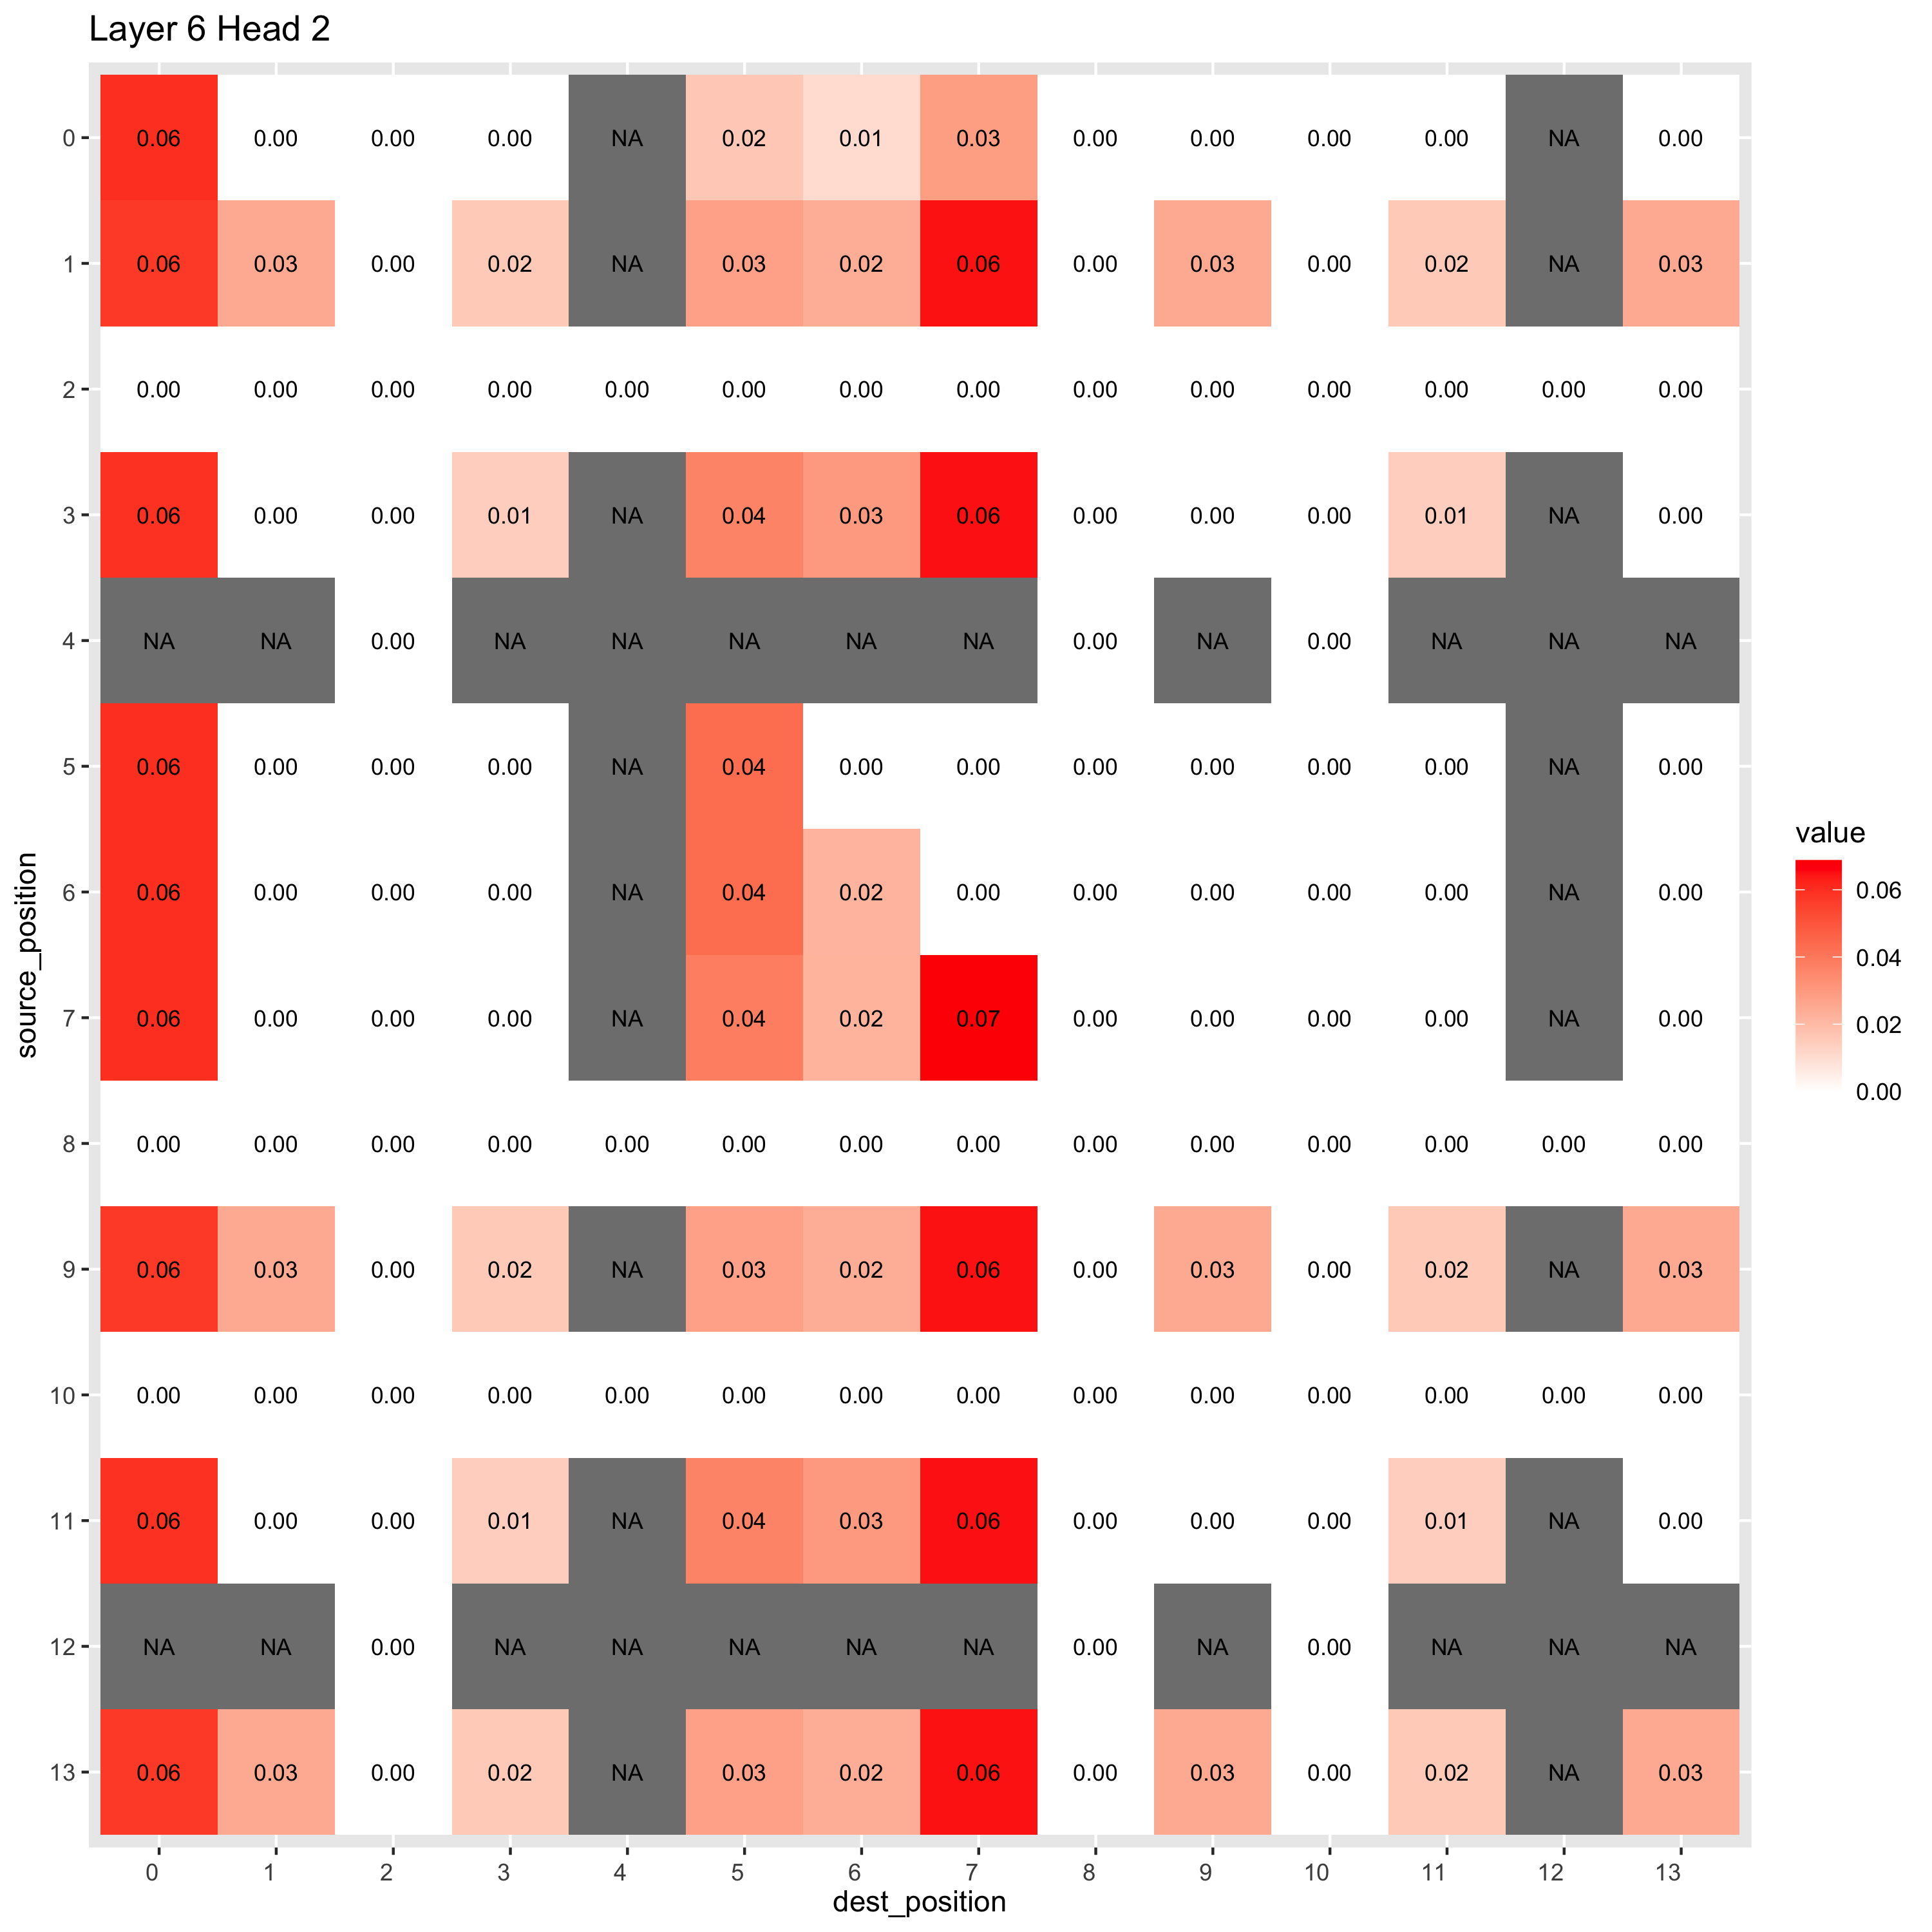 Layer 6 Head 2
0 0.06 0.00 0.00 0.00 NA 0.02 0.01 0.03 0.00 0.00 0.00 0.00 NA 0.00
1 0.06 0.03 0.00 0.02 NA 0.03 0.02 0.06 0.00 0.03 0.00 0.02 NA 0.03
2 0.00 0.00 0.00 0.00 0.00 0.00 0.00 0.00 0.00 0.00 0.00 0.00 0.00 0.00
3 0.06 0.00 0.00 0.01 NA 0.04 0.03 0.06 0.00 0.00 0.00 0.01 NA 0.00
4 NA NA 0.00 NA NA NA NA NA 0.00 NA 0.00 NA NA NA
5 0.06 0.00 0.00 0.00 NA 0.04 0.00 0.00 0.00 0.00 0.00 0.00 NA 0.00
6 0.06 0.00 0.00 0.00 NA 0.04 0.02 0.00 0.00 0.00 0.00 0.00 NA 0.00
7 0.06 0.00 0.00 0.00 NA 0.04 0.02 0.07 0.00 0.00 0.00 0.00 NA 0.00
8 0.00 0.00 0.00 0.00 0.00 0.00 0.00 0.00 0.00 0.00 0.00 0.00 0.00 0.00
9 0.06 0.03 0.00 0.02 NA 0.03 0.02 0.06 0.00 0.03 0.00 0.02 NA 0.03
10 0.00 0.00 0.00 0.00 0.00 0.00 0.00 0.00 0.00 0.00 0.00 0.00 0.00 0.00
11 0.06 0.00 0.00 0.01 NA 0.04 0.03 0.06 0.00 0.00 0.00 0.01 NA 0.00
12 NA NA 0.00 NA NA NA NA NA 0.00 NA 0.00 NA NA NA
13 0.06 0.03 0.00 0.02 NA 0.03 0.02 0.06 0.00 0.03 0.00 0.02 NA 0.03
0 1 2 3 4 5 6 7 8 9 10 11 12 13
dest_position
source_position
value
0.06
0.04
0.02
0.00